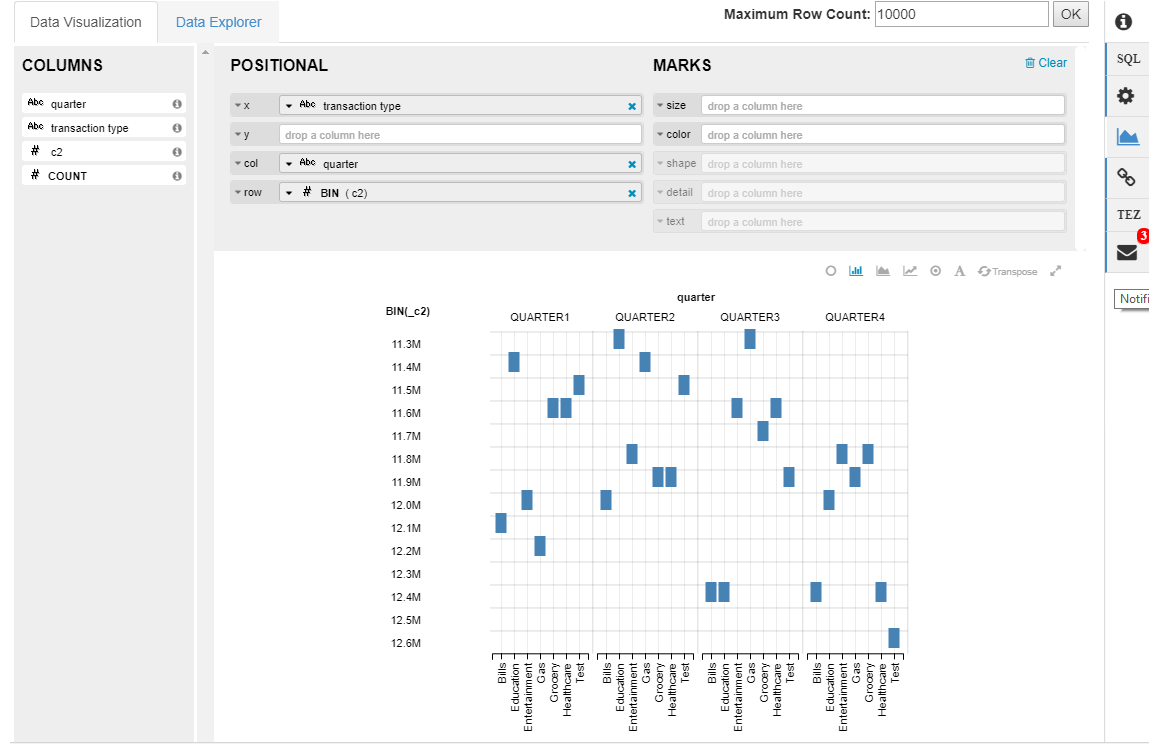 Data Visualization
Data Explorer
Maximum Row Count: 10000 OK
COLUMNS
Abc quarter
Abc transaction type
# c2
# COUNT
POSITIONAL
x Abc transaction type
y drop a column here
col Abc quarter
row # BIN ( c2)
MARKS
Clear
size drop a column here
color drop a column here
shape drop a column here
detail drop a column here
text drop a column here
SQL
TEZ
3
Notifi
A Transpose
quarter
BIN(_c2)
QUARTER1 QUARTER2 QUARTER3 QUARTER4
11.3M
11.4M
11.5M
11.6M
11.7M
11.8M
11.9M
12.0M
12.1M
12.2M
12.3M
12.4M
12.5M
12.6M
Bills
Education
Entertainment
Gas
Grocery
Healthcare
Test
Bills
Education
Entertainment
Gas
Grocery
Healthcare
Test
Bills
Education
Entertainment
Gas
Grocery
Healthcare
Test
Bills
Education
Entertainment
Gas
Grocery
Healthcare
Test